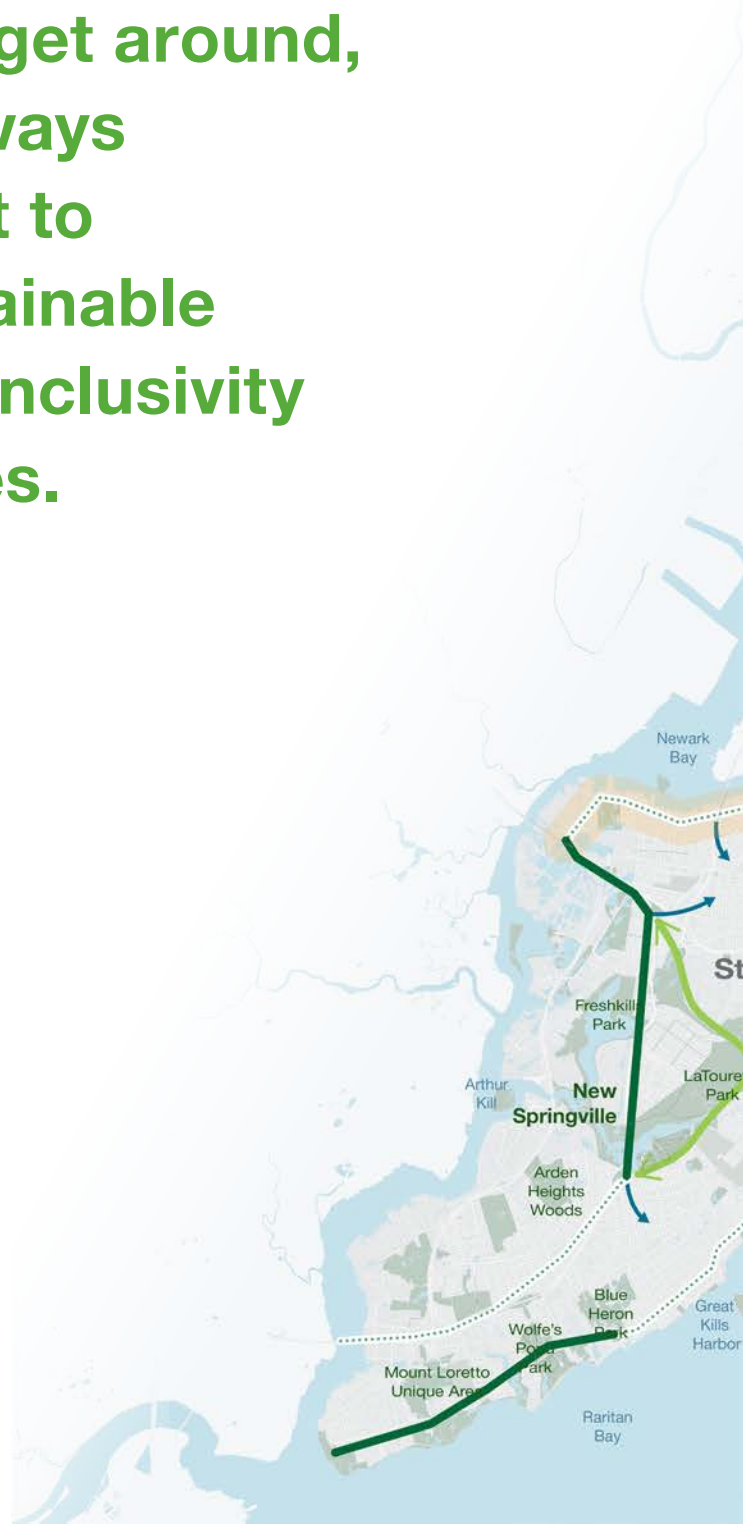 get around,
ways
t to
ainable
nclusivity
es.
Newark
Bay
St
Freshkill
Park
LaToure
Park
Arthur
Kill
New
Springville
Arden
Heights
Woods
Blue
Heron
Park
Great
Kills
Harbor
Wolfe's
Pond
Park
Mount Loretto
Unique Area
Raritan
Bay